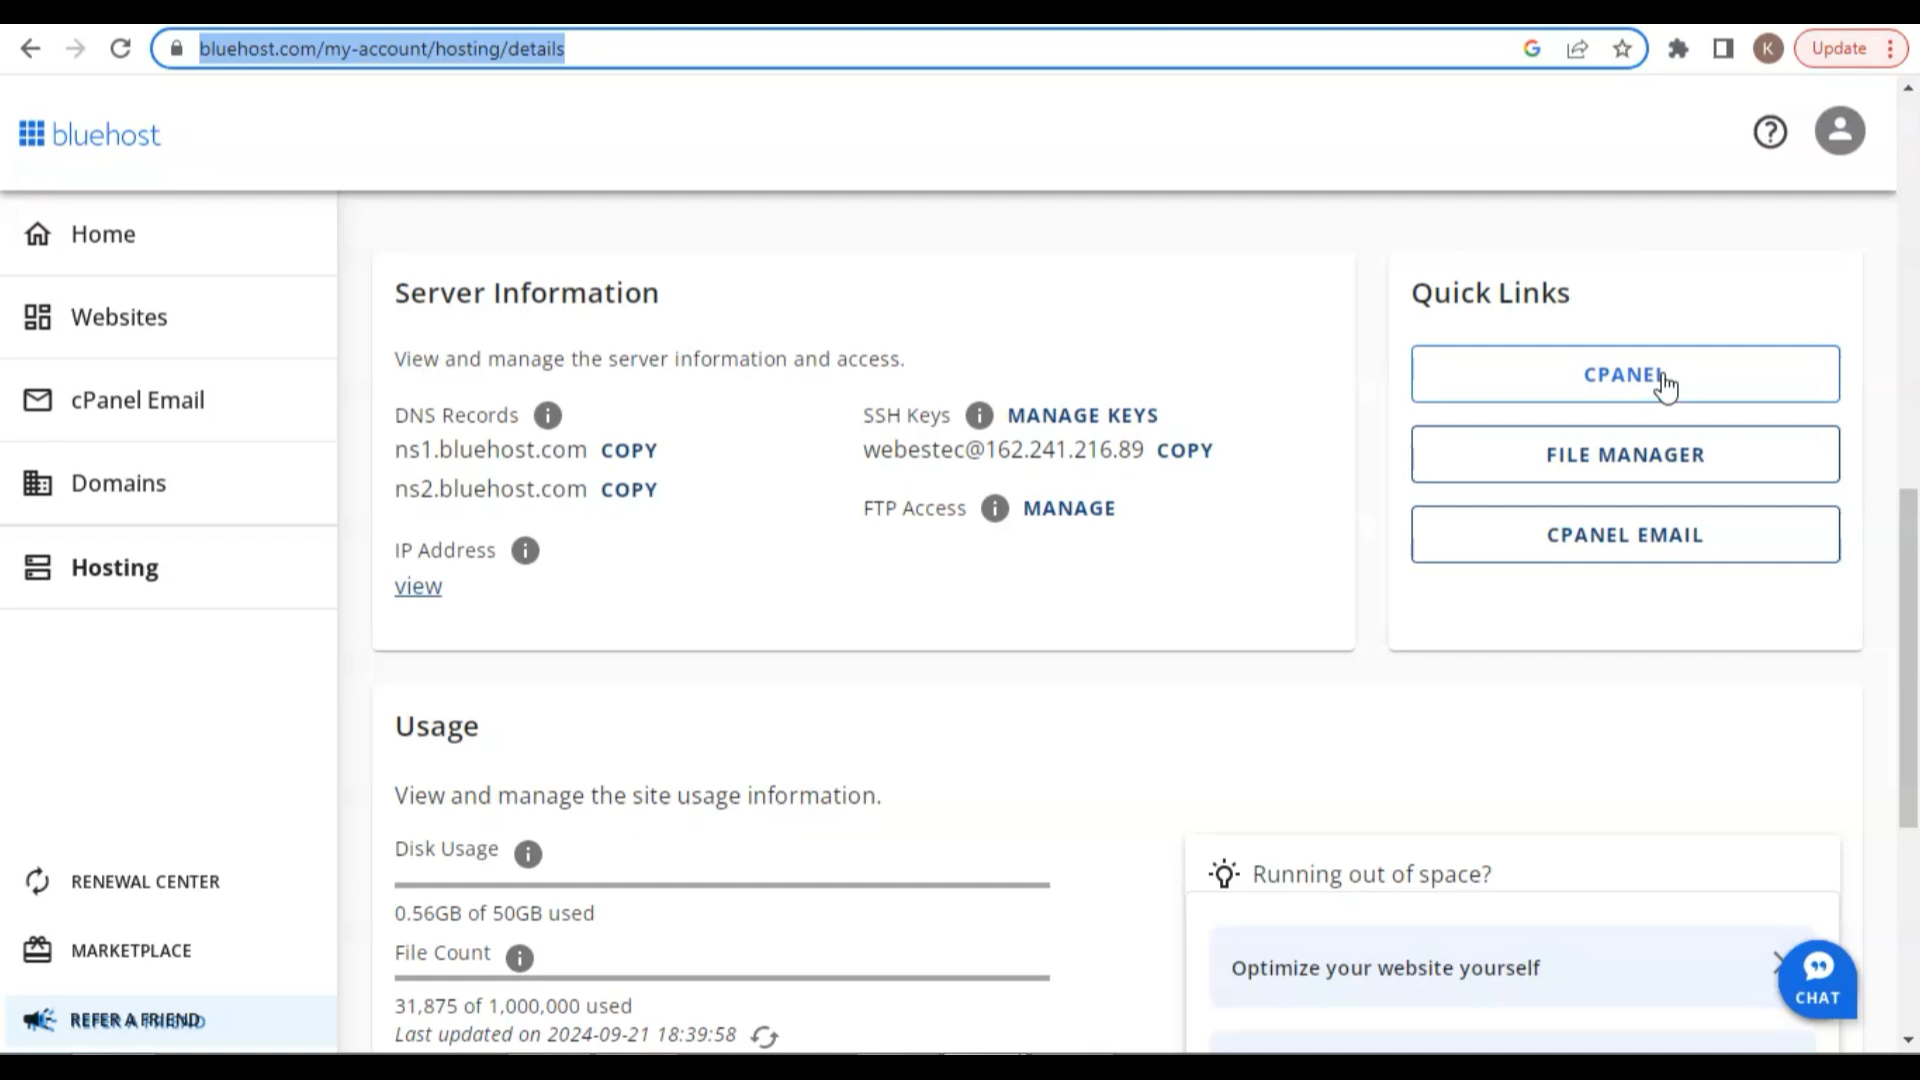 bluehost.com/my-account/hosting/details
K
Update
bluehost
Home
Websites
cPanel Email
Domains
Hosting
RENEWAL CENTER
MARKETPLACE
REFER A FRIEND
Server Information
View and manage the server information and access.
DNS Records
ns1.bluehost.com COPY
ns2.bluehost.com COPY
IP Address
view
SSH Keys MANAGE KEYS
webestec@162.241.216.89 COPY
FTP Access MANAGE
Quick Links
CPANEL
FILE MANAGER
CPANEL EMAIL
Usage
View and manage the site usage information.
Disk Usage
0.56GB of 50GB used
File Count
31,875 of 1,000,000 used
Last updated on 2024-09-21 18:39:58
Running out of space?
Optimize your website yourself
CHAT